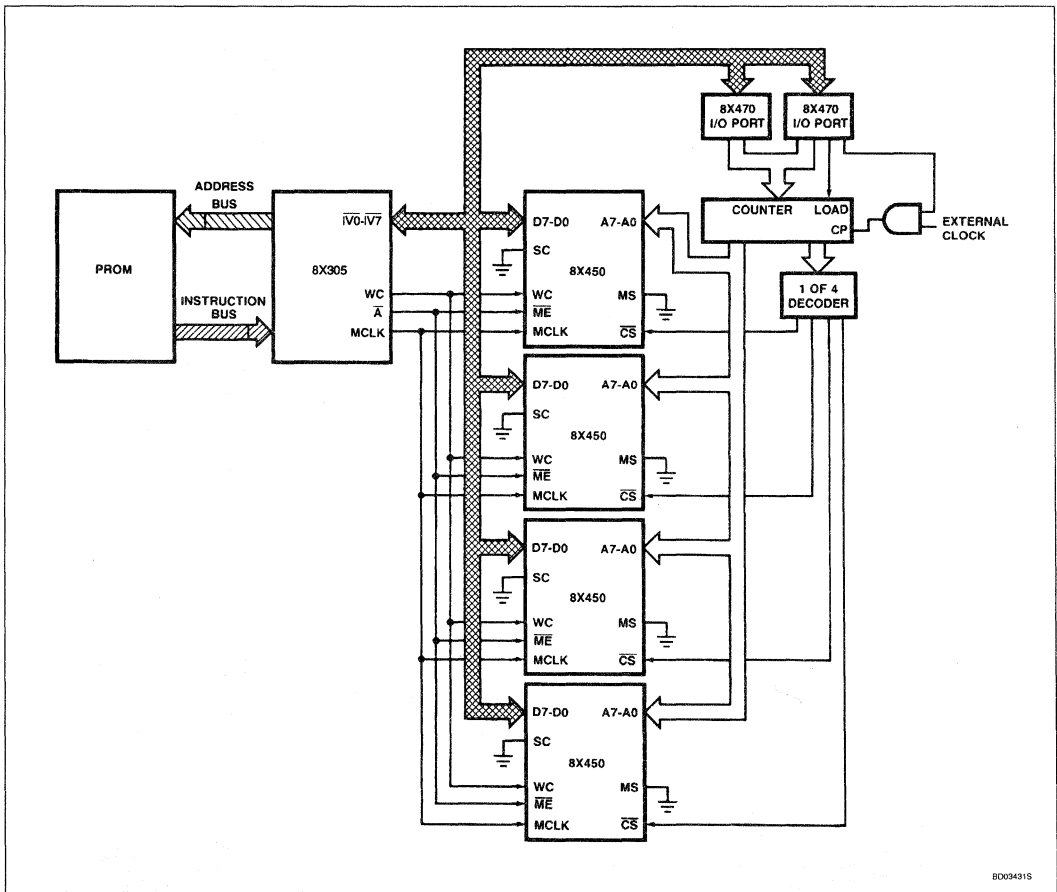 8X470
I/O PORT
8X470
I/O PORT
ADDRESS
BUS
PROM
INSTRUCTION
BUS
IV0-IV7
8X305
WC
A
MCLK
COUNTER
LOAD
CP
EXTERNAL
CLOCK
1 OF 4
DECODER
D7-D0
A7-A0
SC
8X450
WC
MS
ME
MCLK
CS
D7-D0
A7-A0
SC
8X450
WC
MS
ME
MCLK
CS
D7-D0
A7-A0
SC
8X450
WC
MS
ME
MCLK
CS
D7-D0
A7-A0
SC
8X450
WC
MS
ME
MCLK
CS
BD03431S